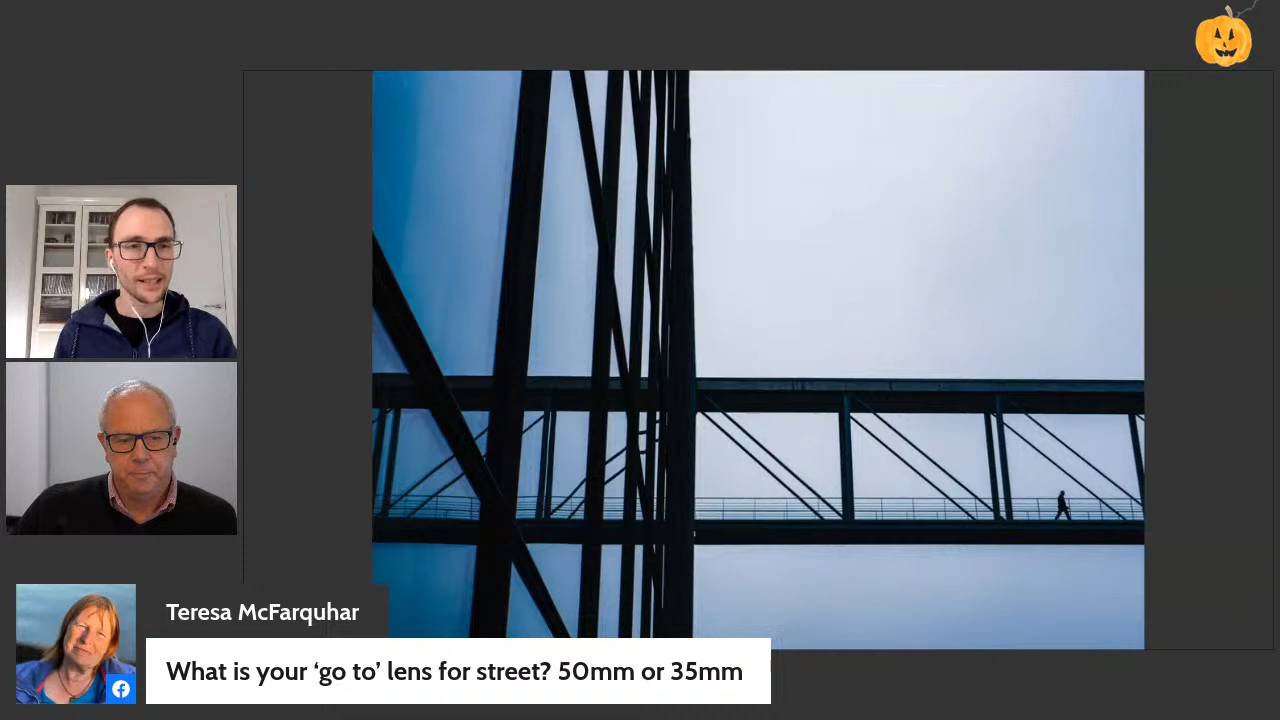 Teresa McFarquhar
What is your ‘go to’ lens for street? 50mm or 35mm